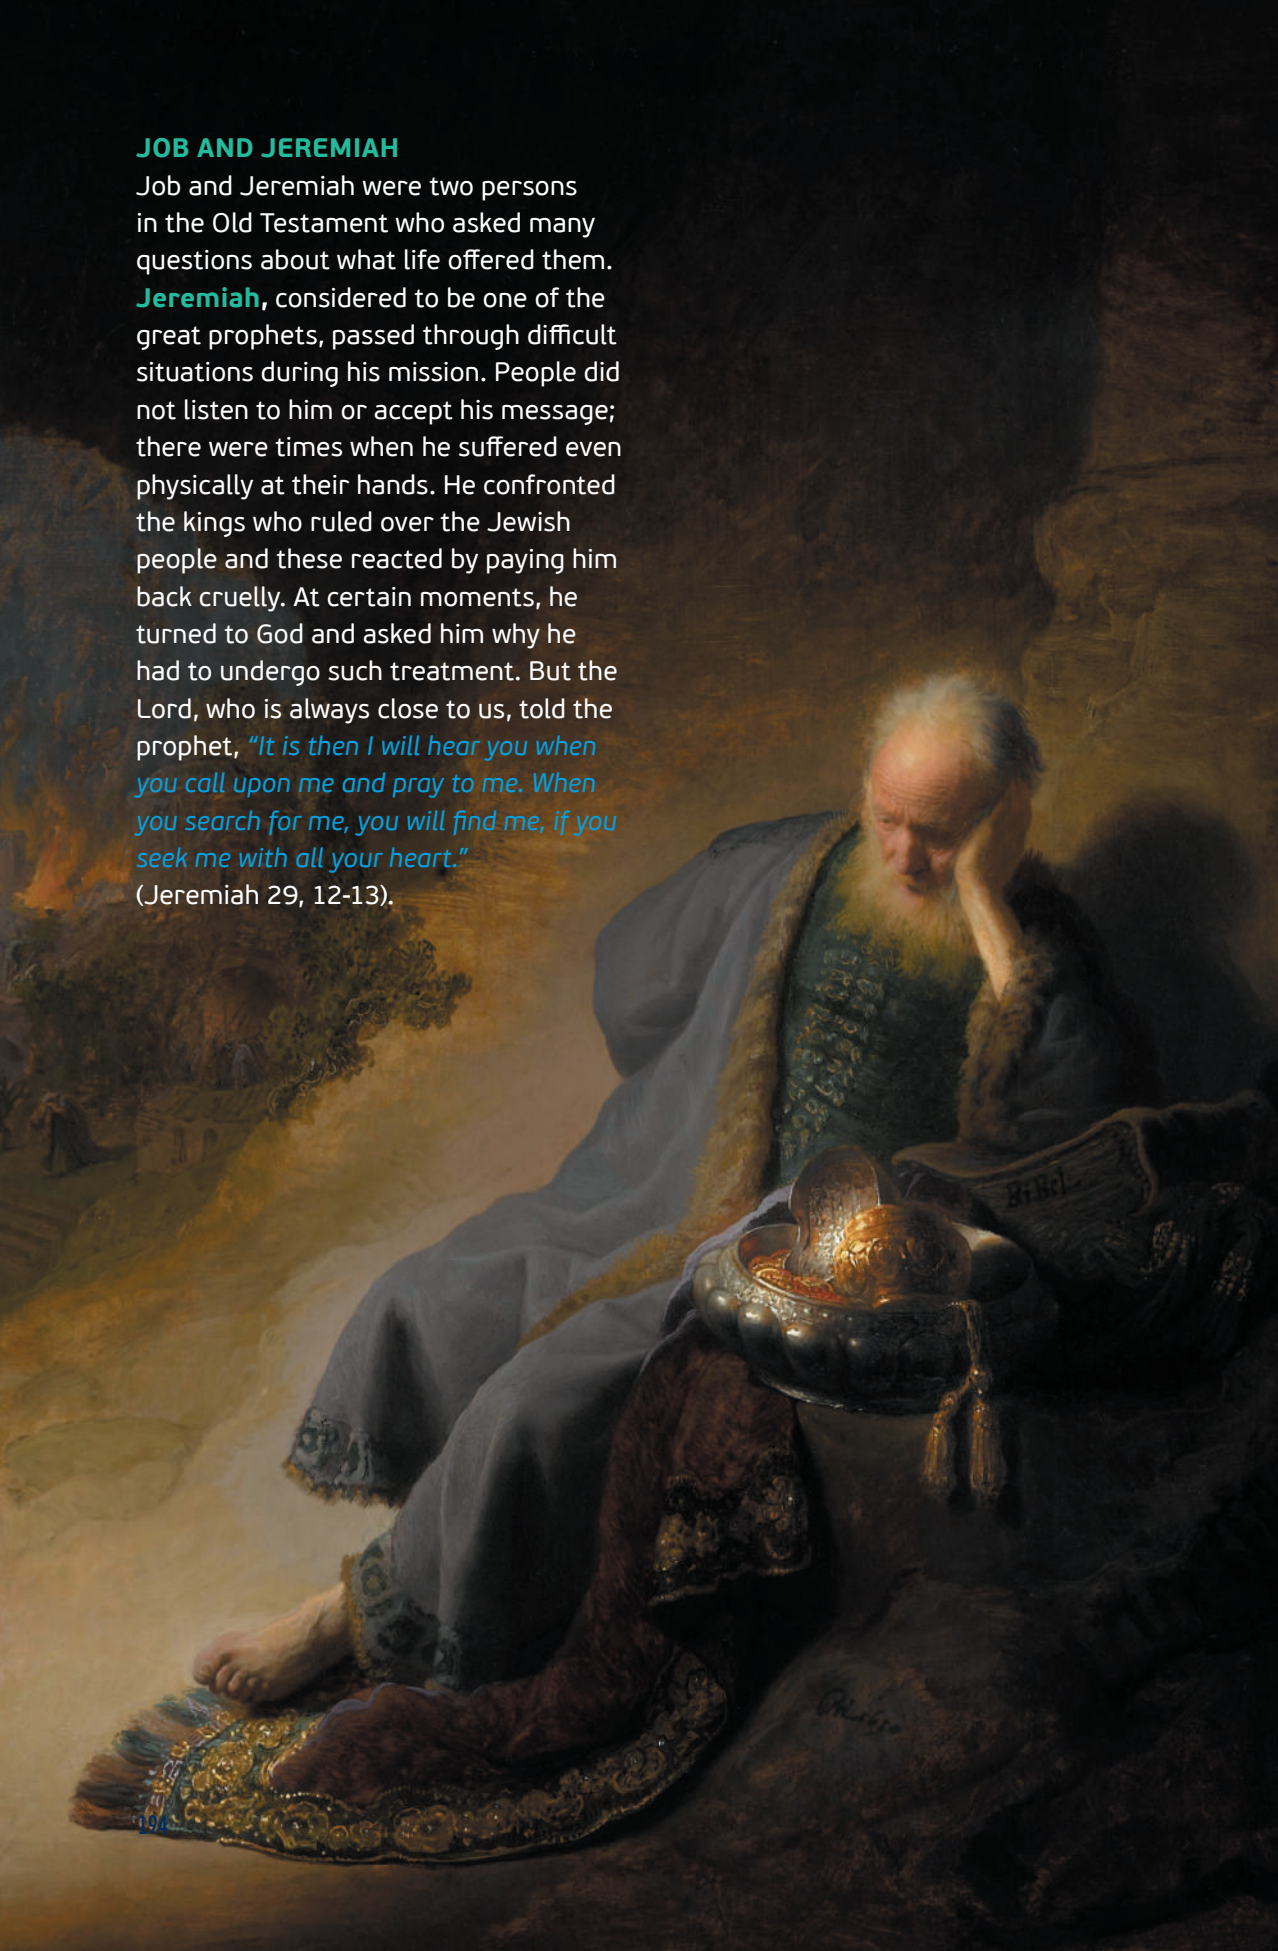 JOB AND JEREMIAH
Job and Jeremiah were two persons
in the Old Testament who asked many
questions about what life offered them.
Jeremiah, considered to be one of the
great prophets, passed through difficult
situations during his mission. People did
not listen to him or accept his message;
there were times when he suffered even
physically at their hands. He confronted
the kings who ruled over the Jewish
people and these reacted by paying him
back cruelly. At certain moments, he
turned to God and asked him why he
had to undergo such treatment. But the
Lord, who is always close to us, told the
prophet, “It is then I will hear you when
you call upon me and pray to me. When
you search for me, you will find me, if you
seek me with all your heart.”
(Jeremiah 29, 12-13).
BiBel
194